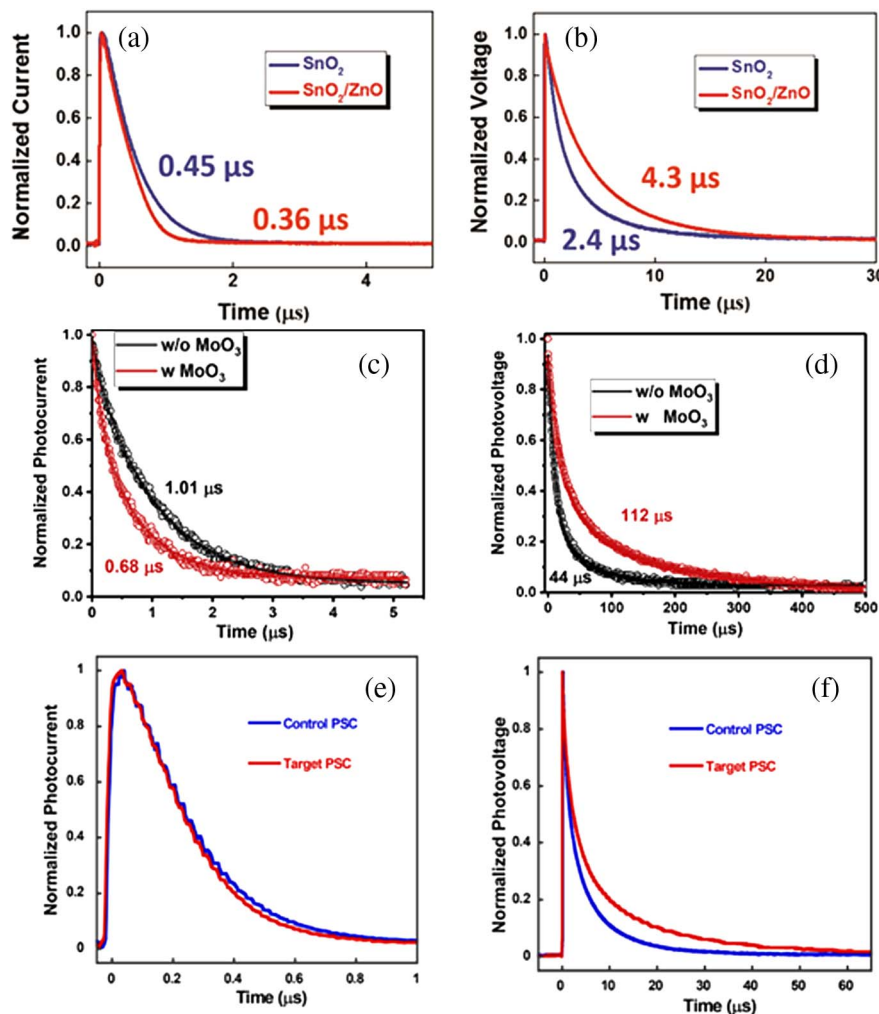 (a)
SnO₂
SnO₂/ZnO
0.45 μs
0.36 μs
Normalized Current
1.0
0.8
0.6
0.4
0.2
0.0
0 2 4
Time (μs)
(b)
SnO₂
SnO₂/ZnO
4.3 μs
2.4 μs
Normalized Voltage
1.0
0.8
0.6
0.4
0.2
0.0
0 10 20 30
Time (μs)
(c)
w/o MoO₃
w MoO₃
1.01 μs
0.68 μs
Normalized Photocurrent
1.0
0.8
0.6
0.4
0.2
0.0
0 1 2 3 4 5
Time (μs)
(d)
w/o MoO₃
w MoO₃
112 μs
44 μs
Normalized Photovoltage
1.0
0.8
0.6
0.4
0.2
0.0
0 100 200 300 400 500
Time (μs)
(e)
Control PSC
Target PSC
Normalized Photocurrent
1
0.8
0.6
0.4
0.2
0
0 0.2 0.4 0.6 0.8 1
Time (μs)
(f)
Control PSC
Target PSC
Normalized Photovoltage
1
0.8
0.6
0.4
0.2
0
0 10 20 30 40 50 60
Time (μs)